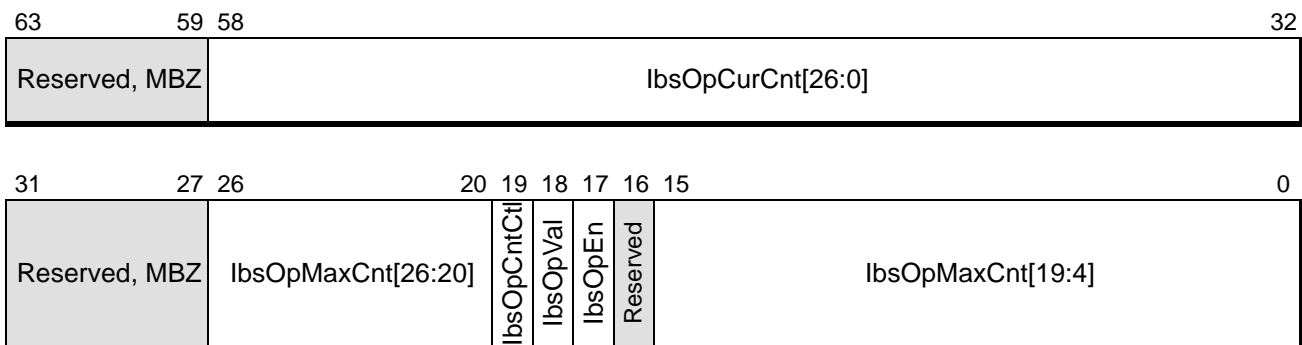 63 59 58 32
Reserved, MBZ IbsOpCurCnt[26:0]
31 27 26 20 19 18 17 16 15 0
Reserved, MBZ IbsOpMaxCnt[26:20] IbsOpCntCtl IbsOpVal IbsOpEn Reserved IbsOpMaxCnt[19:4]